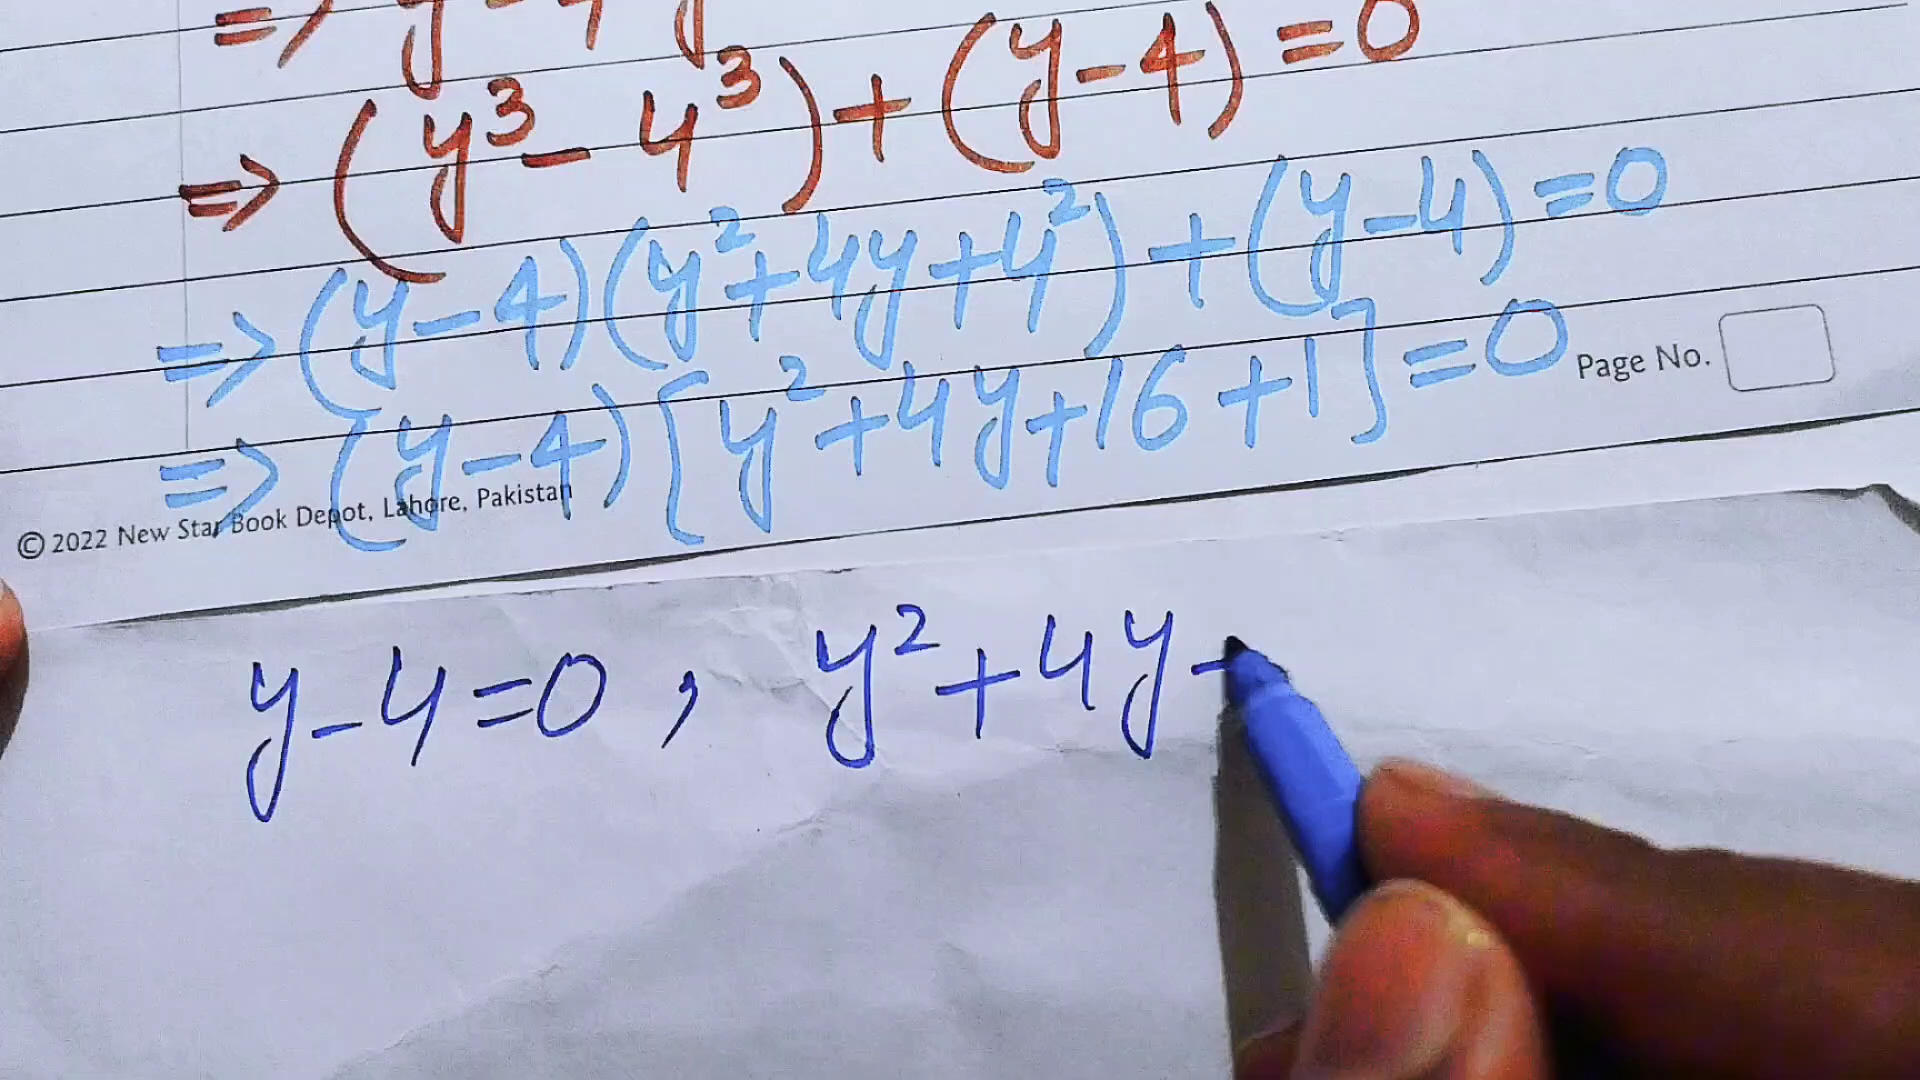 => (y³ - 4³) + (y - 4) = 0
=> (y - 4)(y² + 4y + 4²) + (y - 4) = 0
=> (y - 4)[y² + 4y + 16 + 1] = 0
Page No.
© 2022 New Star Book Depot, Lahore, Pakistan
y - 4 = 0 , y² + 4y -